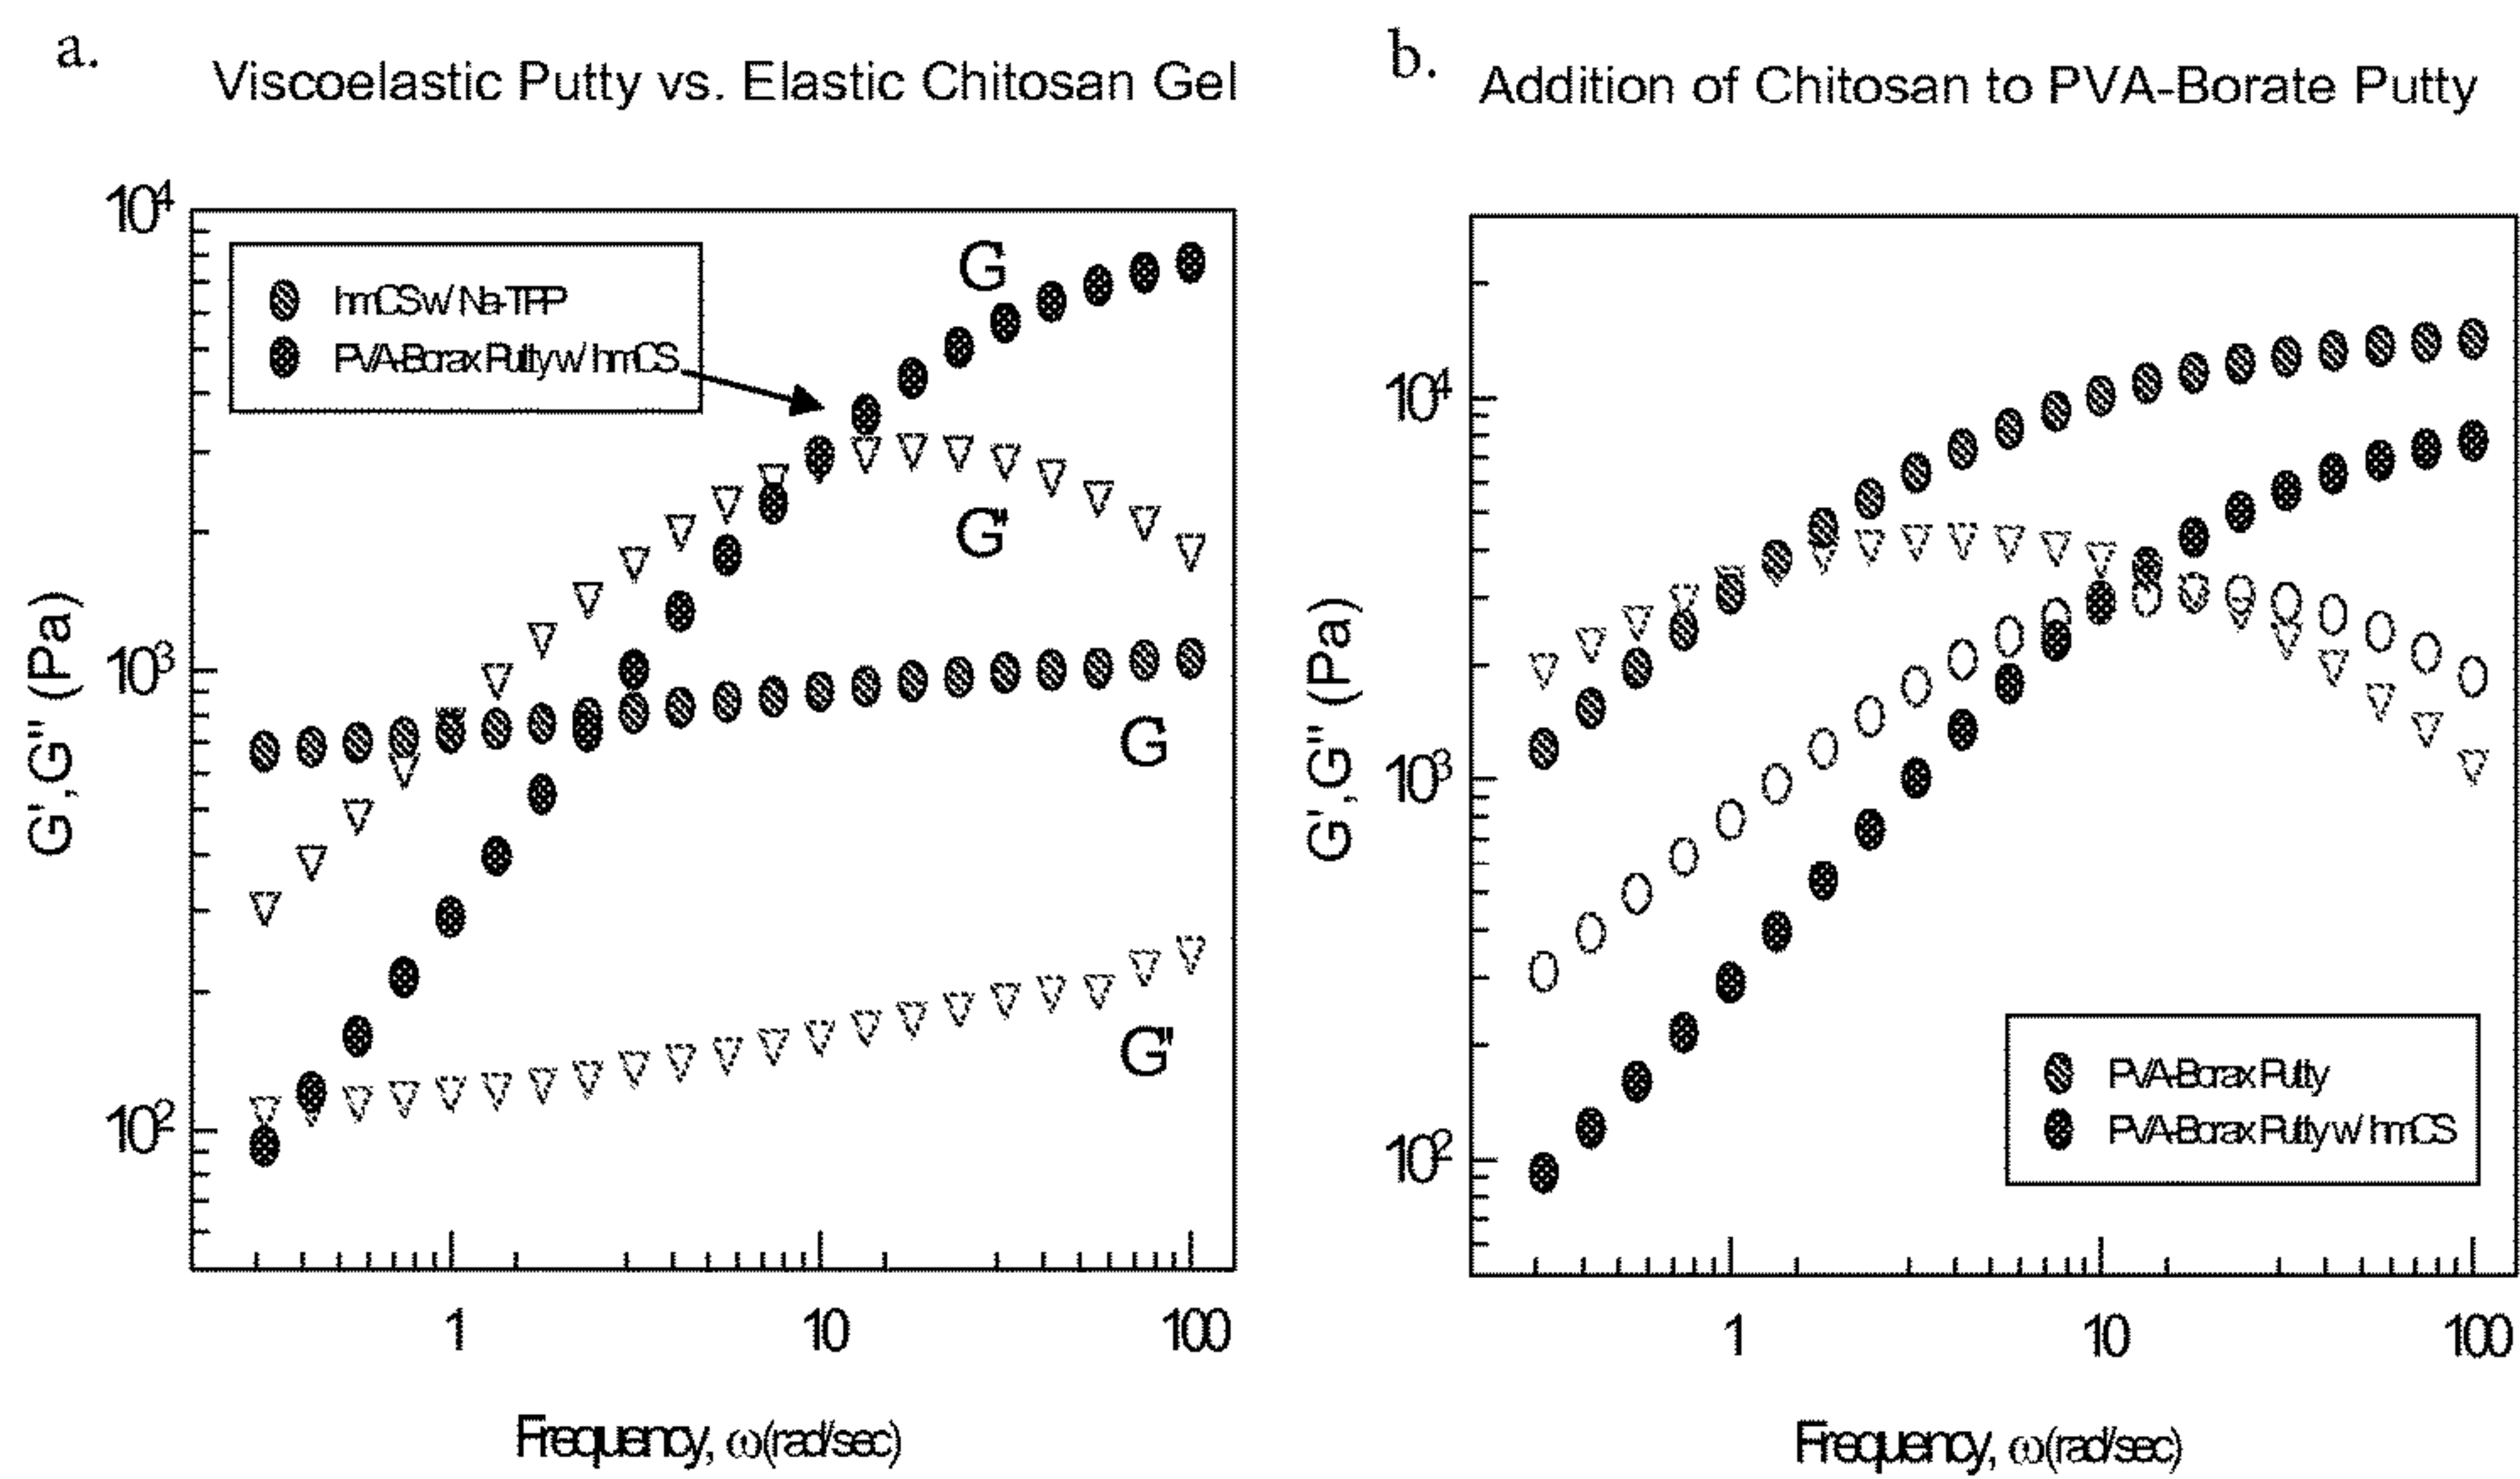 a.
Viscoelastic Putty vs. Elastic Chitosan Gel
10⁴
10³
10²
G',G'' (Pa)
hmCS w/ Na-TPP
PVA-Borax Putty w/ hmCS
G
G''
G
G''
1 10 100
Frequency, ω(rad/sec)
b.
Addition of Chitosan to PVA-Borate Putty
10⁴
10³
10²
G',G'' (Pa)
PVA-Borax Putty
PVA-Borax Putty w/ hmCS
1 10 100
Frequency, ω(rad/sec)